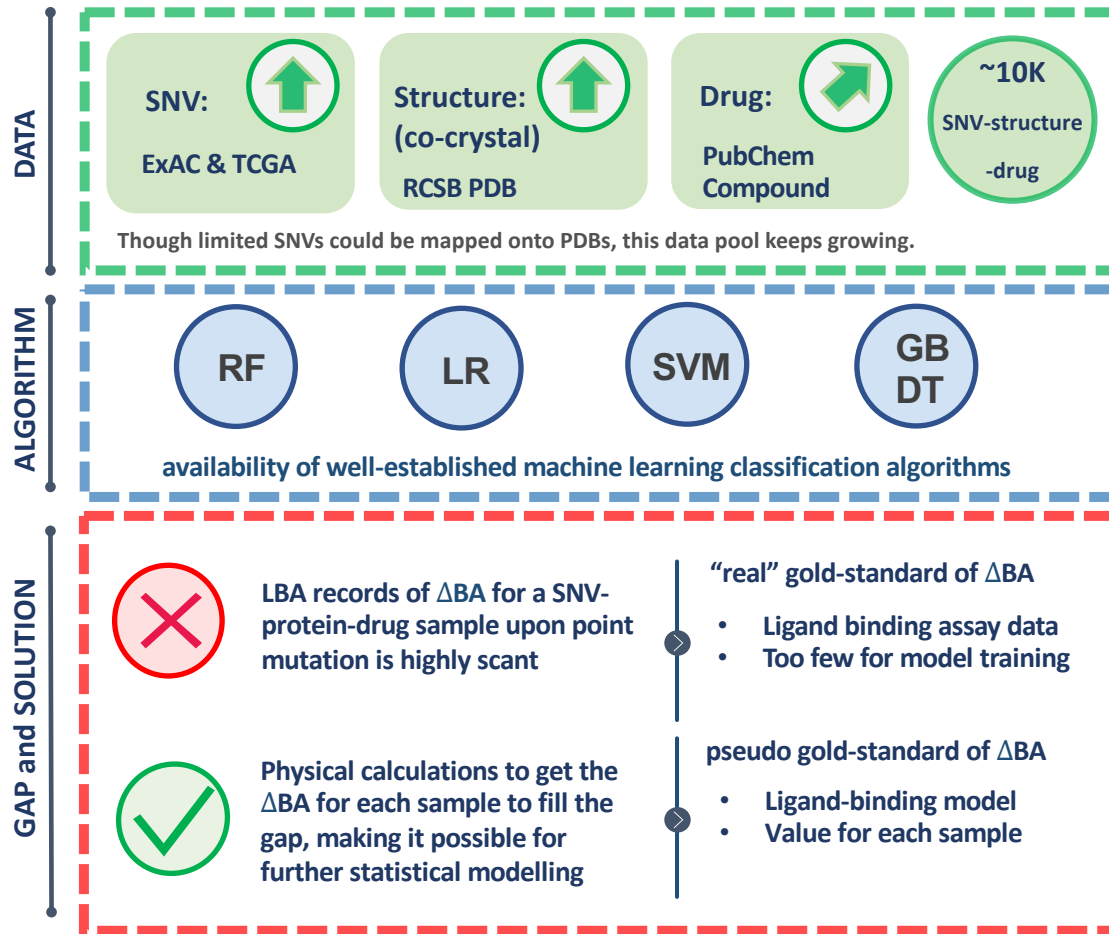 DATA
SNV:
ExAC & TCGA
Structure:
(co-crystal)
RCSB PDB
Drug:
PubChem
Compound
~10K
SNV-structure
-drug
Though limited SNVs could be mapped onto PDBs, this data pool keeps growing.
ALGORITHM
RF
LR
SVM
GB
DT
availability of well-established machine learning classification algorithms
GAP and SOLUTION
LBA records of ΔBA for a SNV-
protein-drug sample upon point
mutation is highly scant
"real" gold-standard of ΔBA
• Ligand binding assay data
• Too few for model training
Physical calculations to get the
ΔBA for each sample to fill the
gap, making it possible for
further statistical modelling
pseudo gold-standard of ΔBA
• Ligand-binding model
• Value for each sample